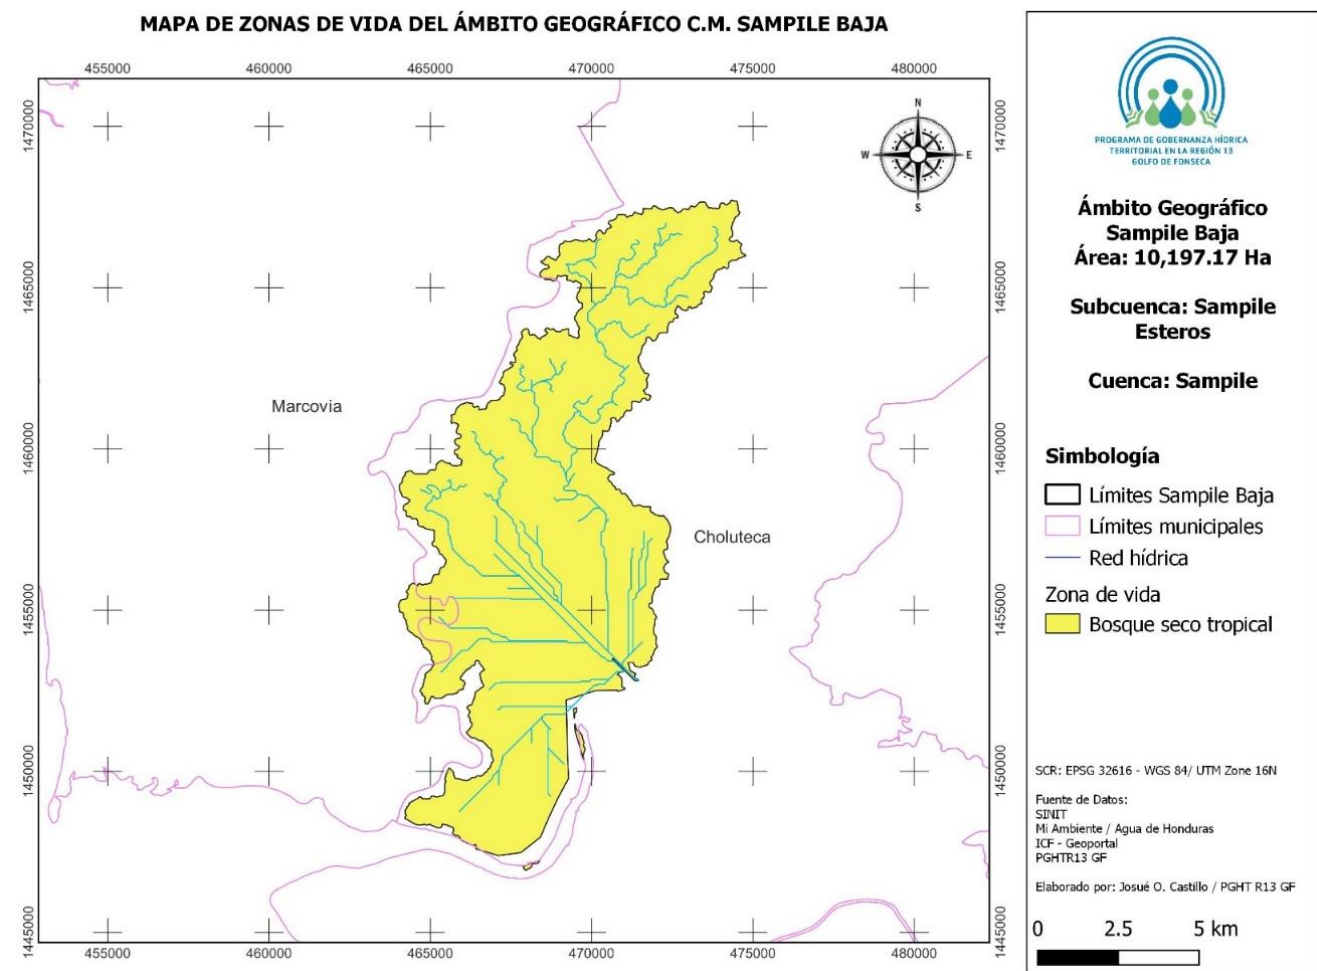 MAPA DE ZONAS DE VIDA DEL ÁMBITO GEOGRÁFICO C.M. SAMPILE BAJA
455000 460000 465000 470000 475000 480000
1470000 1470000
N
W E
S
1465000 1465000
Marcovia
1460000 1460000
Choluteca
1455000 1455000
1450000 1450000
1445000 1445000
455000 460000 465000 470000 475000 480000
PROGRAMA DE GOBERNANZA HÍDRICA
TERRITORIAL EN LA REGIÓN 13
GOLFO DE FONSECA
Ámbito Geográfico
Sampile Baja
Área: 10,197.17 Ha
Subcuenca: Sampile
Esteros
Cuenca: Sampile
Simbología
Límites Sampile Baja
Límites municipales
Red hídrica
Zona de vida
Bosque seco tropical
SCR: EPSG 32616 - WGS 84/ UTM Zone 16N
Fuente de Datos:
SINIT
Mi Ambiente / Agua de Honduras
ICF - Geoportal
PGHTR13 GF
Elaborado por: Josué O. Castillo / PGHT R13 GF
0 2.5 5 km